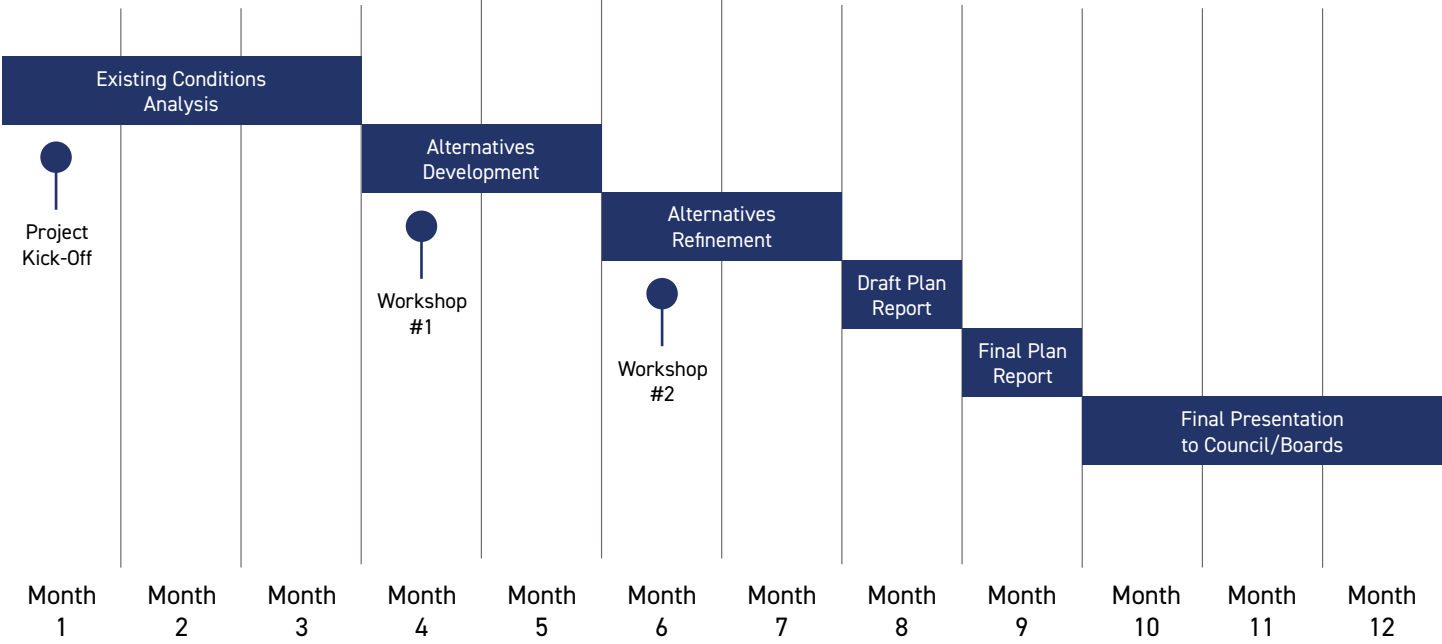 Existing Conditions
Analysis
Project
Kick-Off
Alternatives
Development
Workshop
#1
Alternatives
Refinement
Workshop
#2
Draft Plan
Report
Final Plan
Report
Final Presentation
to Council/Boards
Month
1
Month
2
Month
3
Month
4
Month
5
Month
6
Month
7
Month
8
Month
9
Month
10
Month
11
Month
12